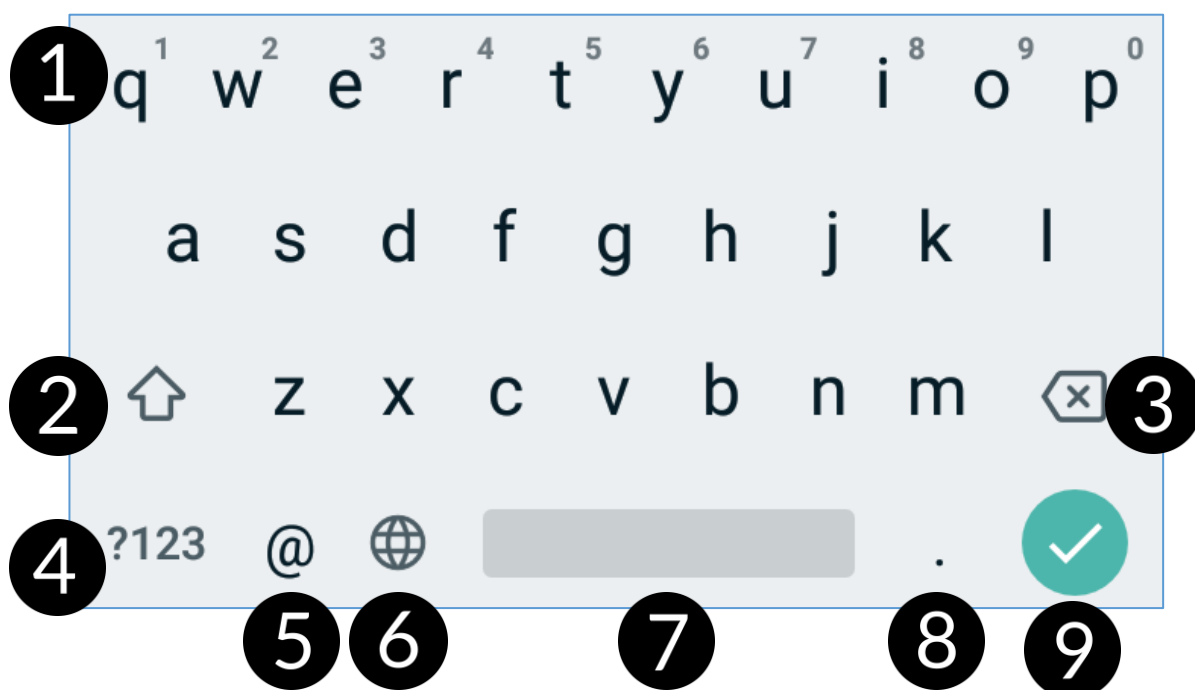 1 2 3 4 5 6 7 8 9 0
1 q w e r t y u i o p
a s d f g h j k l
2 z x c v b n m 3
4 ?123 @ .
5 6 7 8 9